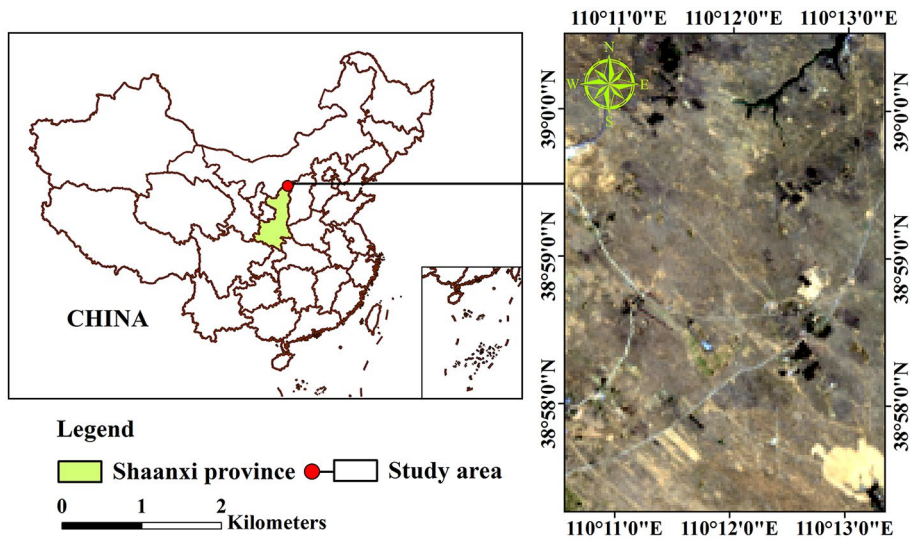 110°11'0"E 110°12'0"E 110°13'0"E
N
W E
S
39°0'0"N 39°0'0"N
38°59'0"N 38°59'0"N
38°58'0"N 38°58'0"N
CHINA
Legend
Shaanxi province Study area
0 1 2
Kilometers
110°11'0"E 110°12'0"E 110°13'0"E